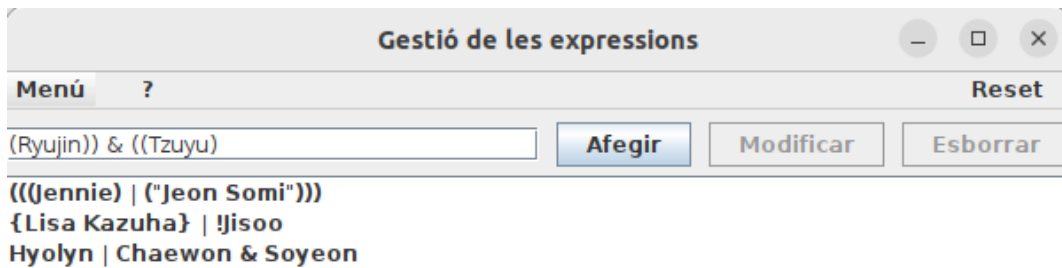 Gestió de les expressions
Menú ? Reset
(Ryujin)) & ((Tzuyu) Afegir Modificar Esborrar
(((Jennie) | ("Jeon Somi")))
{Lisa Kazuha} | !Jisoo
Hyolyn | Chaewon & Soyeon